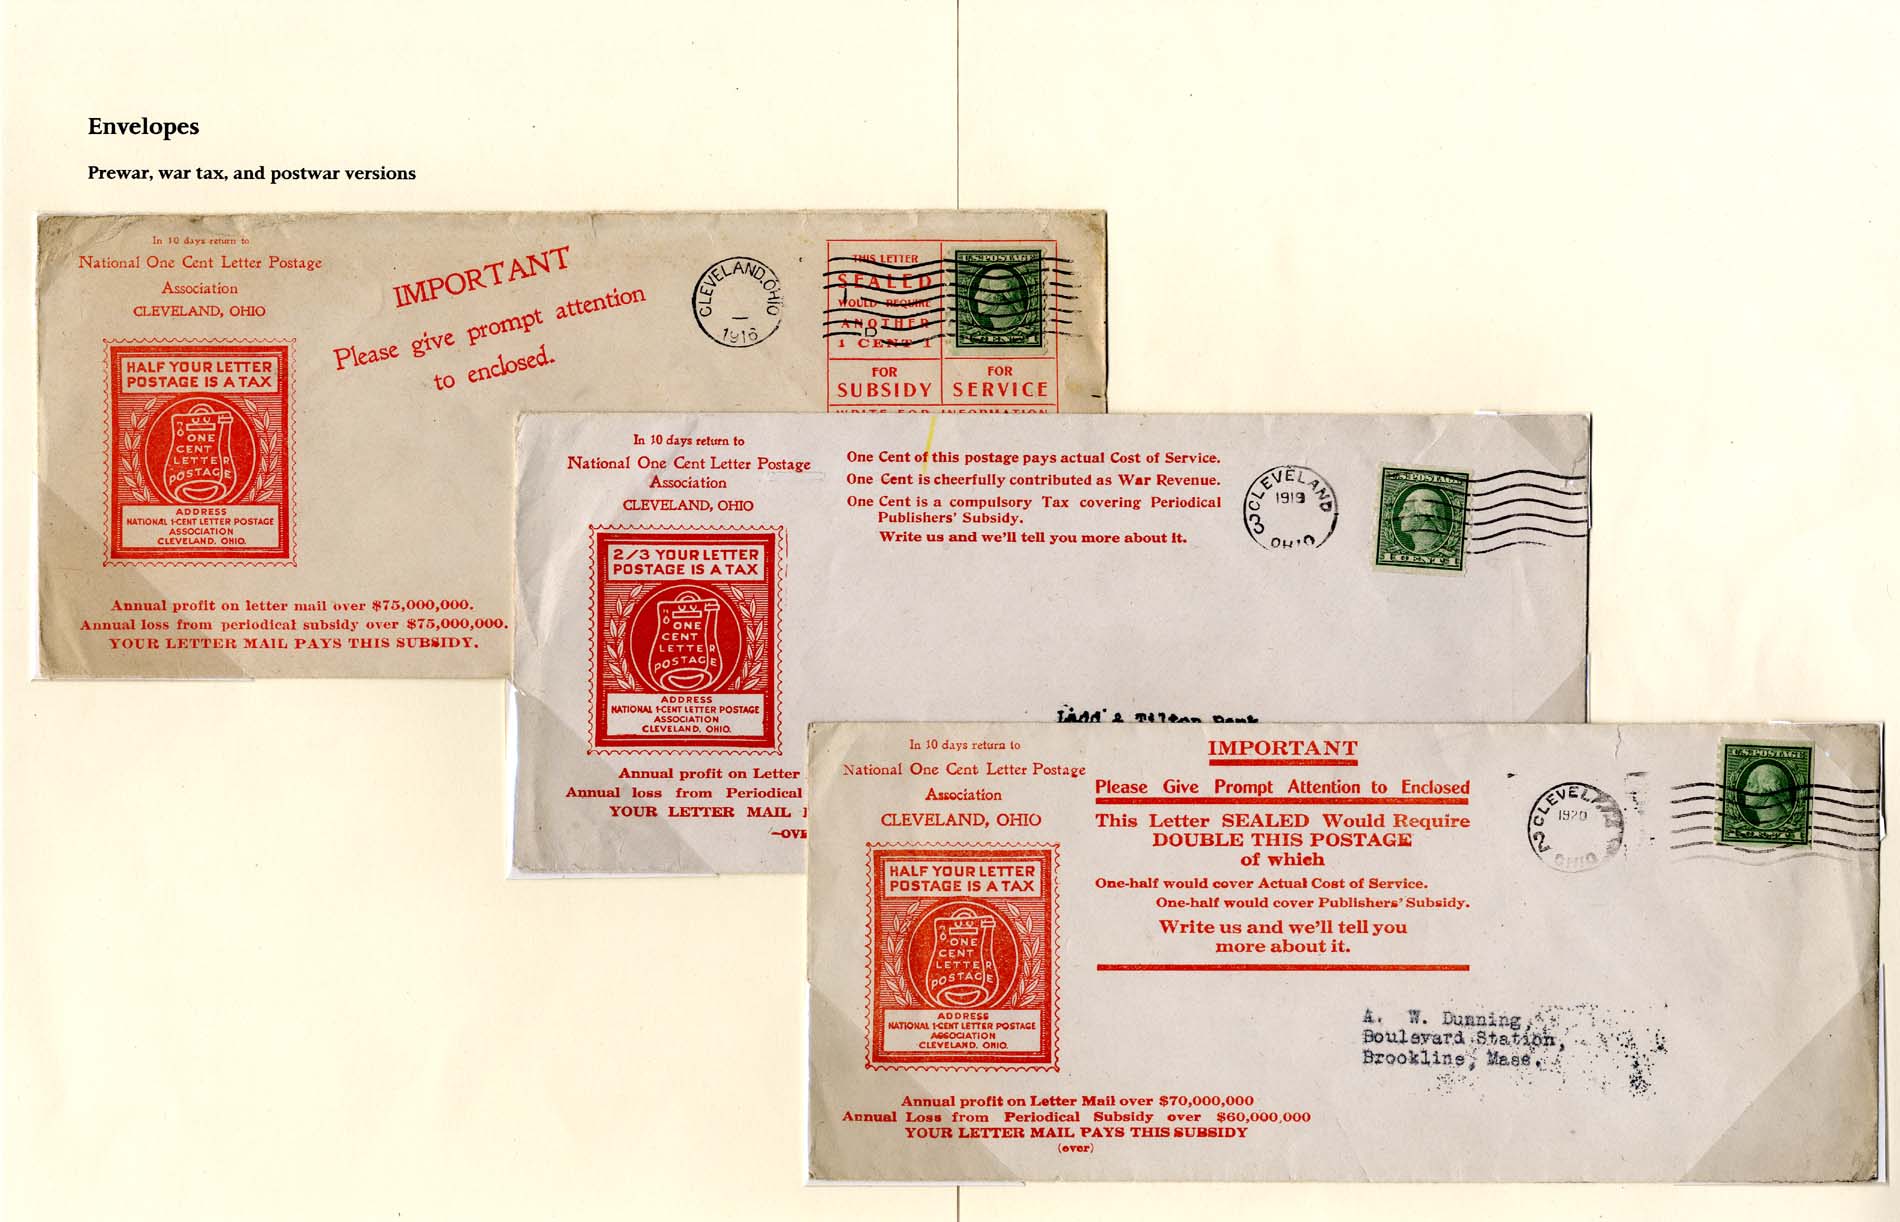 Envelopes
Prewar, war tax, and postwar versions
In 10 days return to
National One Cent Letter Postage
Association
CLEVELAND, OHIO
HALF YOUR LETTER
POSTAGE IS A TAX
ONE
CENT
LETTER
POSTAGE
ADDRESS
NATIONAL 1-CENT LETTER POSTAGE
ASSOCIATION
CLEVELAND, OHIO.
Annual profit on letter mail over $75,000,000.
Annual loss from periodical subsidy over $75,000,000.
YOUR LETTER MAIL PAYS THIS SUBSIDY.
IMPORTANT
Please give prompt attention
to enclosed.
CLEVELAND, OHIO
1916
THIS LETTER
SEALED
WOULD REQUIRE
ANOTHER
1 CENT 1
FOR
SUBSIDY
FOR
SERVICE
WRITE FOR INFORMATION
U.S. POSTAGE
In 10 days return to
National One Cent Letter Postage
Association
CLEVELAND, OHIO
2/3 YOUR LETTER
POSTAGE IS A TAX
ONE
CENT
LETTER
POSTAGE
ADDRESS
NATIONAL 1-CENT LETTER POSTAGE
ASSOCIATION
CLEVELAND, OHIO.
Annual profit on Letter
Annual loss from Periodical
YOUR LETTER MAIL
One Cent of this postage pays actual Cost of Service.
One Cent is cheerfully contributed as War Revenue.
One Cent is a compulsory Tax covering Periodical
Publishers' Subsidy.
Write us and we'll tell you more about it.
CLEVELAND
1919
OHIO
U.S. POSTAGE
Ladd & Tilton Bank
In 10 days return to
National One Cent Letter Postage
Association
CLEVELAND, OHIO
HALF YOUR LETTER
POSTAGE IS A TAX
ONE
CENT
LETTER
POSTAGE
ADDRESS
NATIONAL 1-CENT LETTER POSTAGE
ASSOCIATION
CLEVELAND, OHIO.
Annual profit on Letter Mail over $70,000,000
Annual Loss from Periodical Subsidy over $60,000,000
YOUR LETTER MAIL PAYS THIS SUBSIDY
(over)
IMPORTANT
Please Give Prompt Attention to Enclosed
This Letter SEALED Would Require
DOUBLE THIS POSTAGE
of which
One-half would cover Actual Cost of Service.
One-half would cover Publishers' Subsidy.
Write us and we'll tell you
more about it.
1920
OHIO
U.S. POSTAGE
A. W. Dunning,
Boulevard Station,
Brookline, Mass.